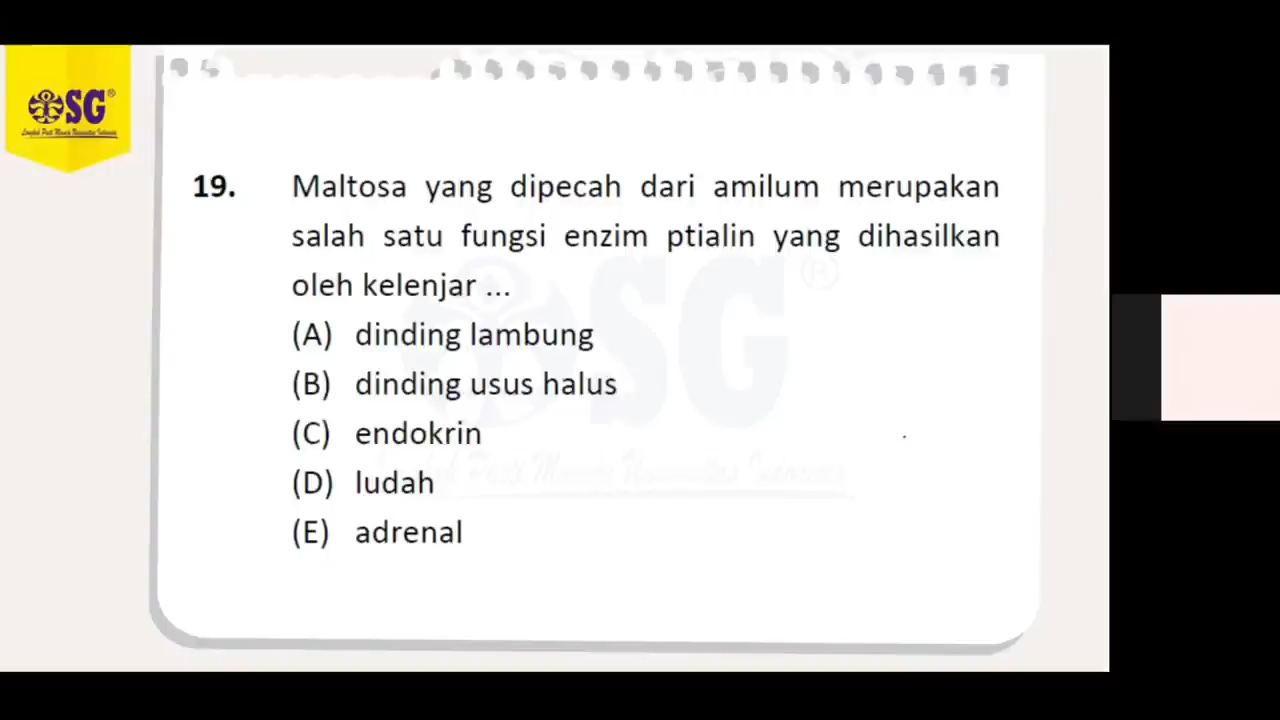 SG®
19. Maltosa yang dipecah dari amilum merupakan
salah satu fungsi enzim ptialin yang dihasilkan
oleh kelenjar ...
(A) dinding lambung
(B) dinding usus halus
(C) endokrin
(D) ludah
(E) adrenal